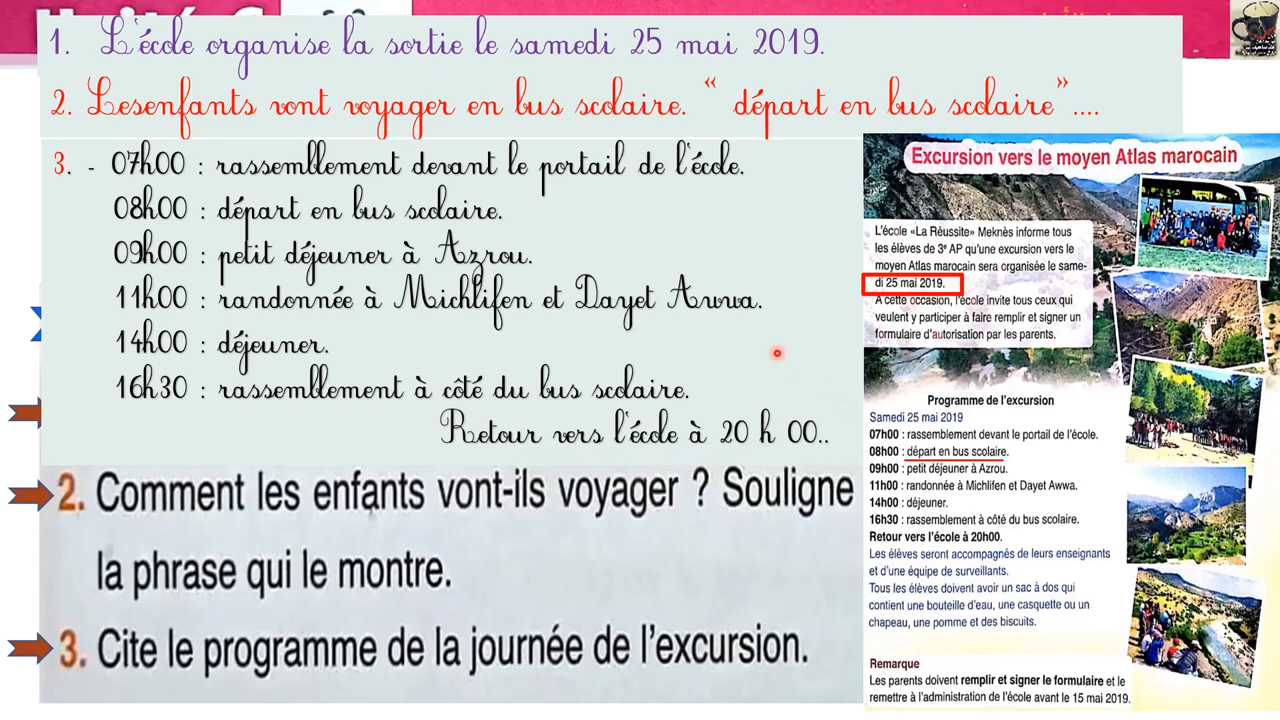 1. L'école organise la sortie le samedi 25 mai 2019.
2. Lesenfants vont voyager en bus scolaire. “ départ en bus scolaire”....
3. - 07h00 : rassemblement devant le portail de l'école.
08h00 : départ en bus scolaire.
09h00 : petit déjeuner à Azrou.
11h00 : randonnée à Michlifen et Dayet Awwa.
14h00 : déjeuner.
16h30 : rassemblement à côté du bus scolaire.
Retour vers l'école à 20 h 00..
2. Comment les enfants vont-ils voyager ? Souligne
la phrase qui le montre.
3. Cite le programme de la journée de l'excursion.
Excursion vers le moyen Atlas marocain
L'école «La Réussite» Meknès informe tous
les élèves de 3e AP qu'une excursion vers le
moyen Atlas marocain sera organisée le same-
di 25 mai 2019.
A cette occasion, l'école invite tous ceux qui
veulent y participer à faire remplir et signer un
formulaire d'autorisation par les parents.
Programme de l'excursion
Samedi 25 mai 2019
07h00 : rassemblement devant le portail de l'école.
08h00 : départ en bus scolaire.
09h00 : petit déjeuner à Azrou.
11h00 : randonnée à Michlifen et Dayet Awwa.
14h00 : déjeuner.
16h30 : rassemblement à côté du bus scolaire.
Retour vers l'école à 20h00.
Les élèves seront accompagnés de leurs enseignants
et d'une équipe de surveillants.
Tous les élèves doivent avoir un sac à dos qui
contient une bouteille d'eau, une casquette ou un
chapeau, une pomme et des biscuits.
Remarque
Les parents doivent remplir et signer le formulaire et le
remettre à l'administration de l'école avant le 15 mai 2019.